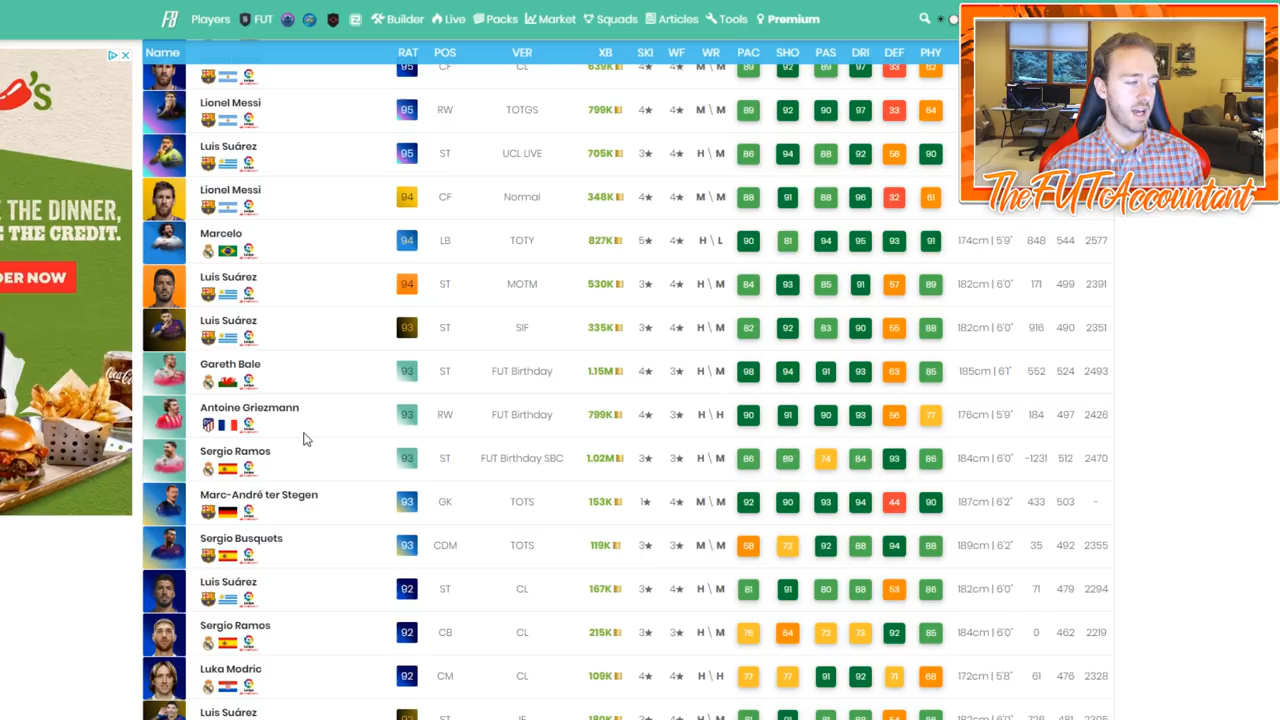 FB Players FUT Builder Live Packs Market Squads Articles Tools Premium
Name RAT POS VER XB SKI WF WR PAC SHO PAS DRI DEF PHY
95 CF CL 639K 4★ 4★ M \ M 89 92 89 97 33 62
Lionel Messi 95 RW TOTGS 799K 4★ 4★ M \ M 89 92 90 97 33 64
Luis Suárez 95 ST UCL LIVE 705K 3★ 4★ H \ M 86 94 88 92 58 90
Lionel Messi 94 CF Normal 348K 4★ 4★ M \ M 88 91 88 96 32 61
Marcelo 94 LB TOTY 827K 5★ 4★ H \ L 90 81 94 95 93 91 174cm | 5'9" 848 544 2577
Luis Suárez 94 ST MOTM 530K 3★ 4★ H \ M 84 93 85 91 57 89 182cm | 6'0" 171 499 2391
Luis Suárez 93 ST SIF 335K 3★ 4★ H \ M 82 92 83 90 55 88 182cm | 6'0" 916 490 2351
Gareth Bale 93 ST FUT Birthday 1.15M 4★ 3★ H \ M 98 94 91 93 63 85 185cm | 6'1" 552 524 2493
Antoine Griezmann 93 RW FUT Birthday 799K 4★ 3★ H \ H 90 91 90 93 56 77 176cm | 5'9" 184 497 2426
Sergio Ramos 93 ST FUT Birthday SBC 1.02M 3★ 3★ H \ M 86 89 74 84 93 86 184cm | 6'0" -1231 512 2470
Marc-André ter Stegen 93 GK TOTS 153K 1★ 4★ M \ M 92 90 93 94 44 90 187cm | 6'2" 433 503 -
Sergio Busquets 93 CDM TOTS 119K 3★ 3★ M \ M 58 72 92 88 94 88 189cm | 6'2" 35 492 2355
Luis Suárez 92 ST CL 167K 3★ 4★ H \ M 81 91 80 88 53 86 182cm | 6'0" 71 479 2294
Sergio Ramos 92 CB CL 215K 3★ 3★ H \ M 76 64 72 73 92 85 184cm | 6'0" 0 462 2219
Luka Modric 92 CM CL 109K 4★ 4★ H \ H 77 77 91 92 71 68 172cm | 5'8" 61 476 2328
Luis Suárez
TheFUTAccountant
'S
THE DINNER,
THE CREDIT.
DER NOW